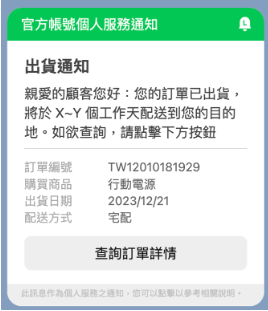 官方帳號個人服務通知
出貨通知
親愛的顧客您好：您的訂單已出貨，
將於 X~Y 個工作天配送到您的目的
地。如欲查詢，請點擊下方按鈕
訂單編號 TW12010181929
購買商品 行動電源
出貨日期 2023/12/21
配送方式 宅配
查詢訂單詳情
此訊息作為個人服務之通知，您可以點擊以參考相關說明。